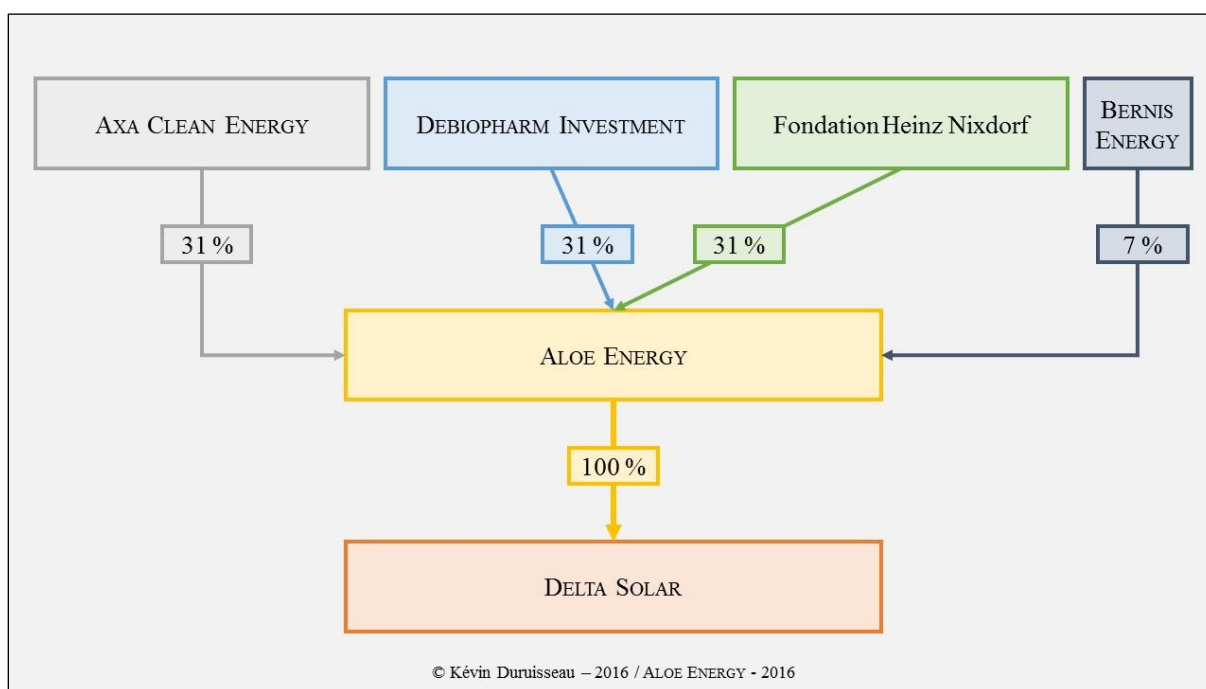 AXA CLEAN ENERGY
DEBIOPHARM INVESTMENT
Fondation Heinz Nixdorf
BERNIS
ENERGY
31 %
31 %
31 %
7 %
ALOE ENERGY
100 %
DELTA SOLAR
© Kévin Duruisseau – 2016 / ALOE ENERGY - 2016